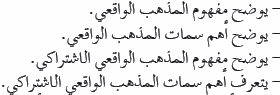 – يوضح مفهوم المذهب الواقعي.
– يوضح أهم سمات المذهب الواقعي.
– يوضح مفهوم المذهب الواقعي الاشتراكي.
– يتعرف أهم سمات المذهب الواقعي الاشتراكي.